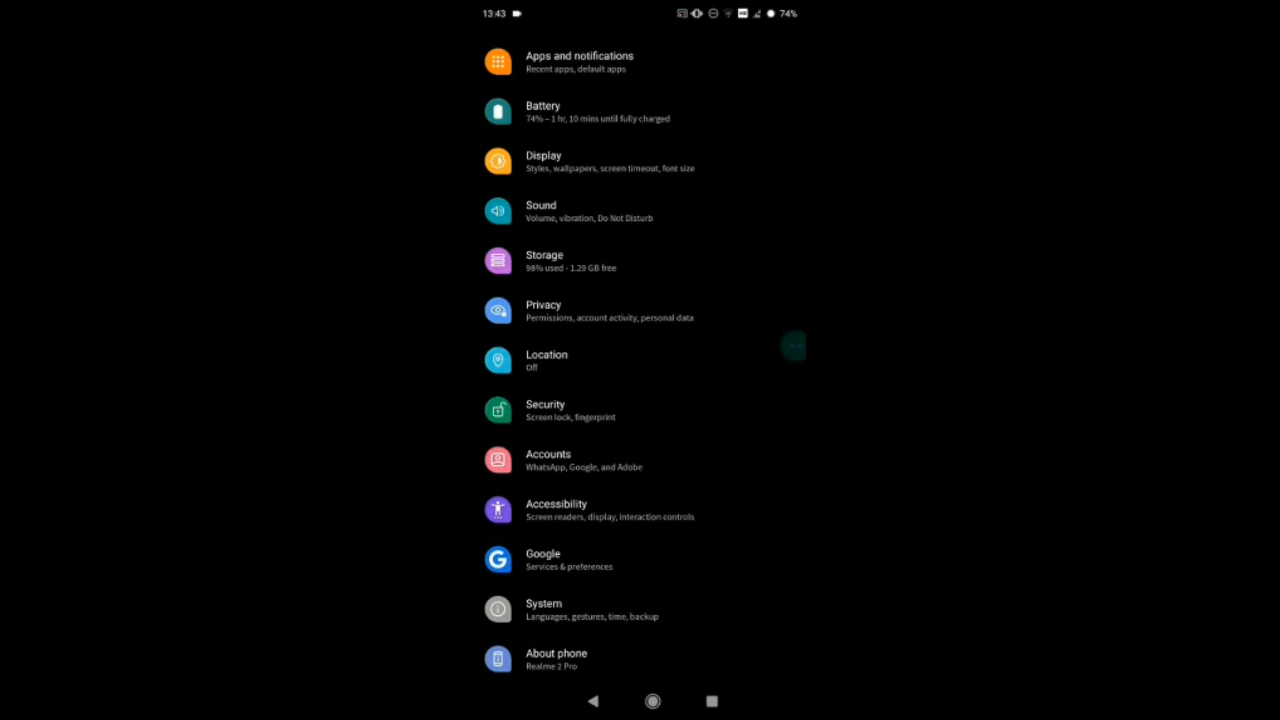 13:43 74%
Apps and notifications
Recent apps, default apps
Battery
74% – 1 hr, 10 mins until fully charged
Display
Styles, wallpapers, screen timeout, font size
Sound
Volume, vibration, Do Not Disturb
Storage
98% used - 1.29 GB free
Privacy
Permissions, account activity, personal data
Location
Off
Security
Screen lock, fingerprint
Accounts
WhatsApp, Google, and Adobe
Accessibility
Screen readers, display, interaction controls
Google
Services & preferences
System
Languages, gestures, time, backup
About phone
Realme 2 Pro